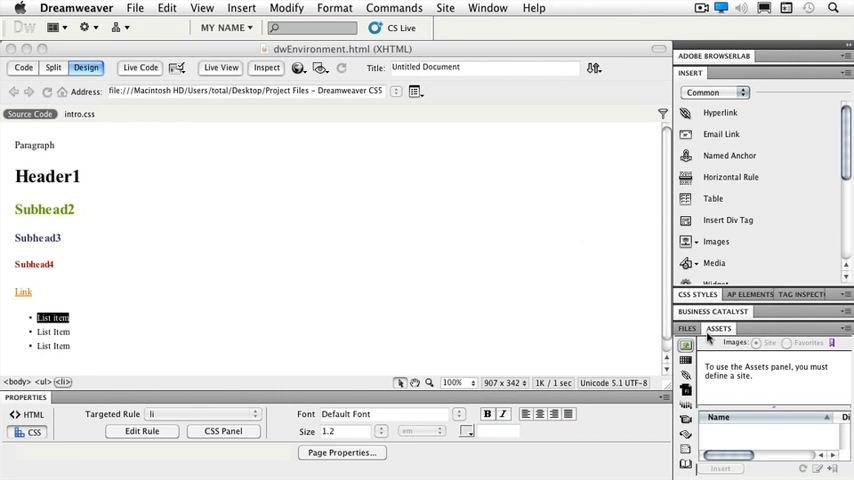 Dreamweaver File Edit View Insert Modify Format Commands Site Window Help
Dw MY NAME CS Live
dwEnvironment.html (XHTML)
Code Split Design Live Code Live View Inspect Title: Untitled Document
Address: file:///Macintosh HD/Users/total/Desktop/Project Files - Dreamweaver CS5
Source Code intro.css
Paragraph
Header1
Subhead2
Subhead3
Subhead4
Link
• List item
• List Item
• List Item
<body> <ul> <li> 100% 907 x 342 1K / 1 sec Unicode 5.1 UTF-8
PROPERTIES
<> HTML Targeted Rule li Font Default Font B I
CSS Edit Rule CSS Panel Size 1.2 em
Page Properties...
ADOBE BROWSERLAB
INSERT
Common
Hyperlink
Email Link
Named Anchor
Horizontal Rule
Table
Insert Div Tag
Images
Media
CSS STYLES AP ELEMENTS TAG INSPECT
BUSINESS CATALYST
FILES ASSETS
Images: Site Favorites
To use the Assets panel, you must
define a site.
Name Di
Insert